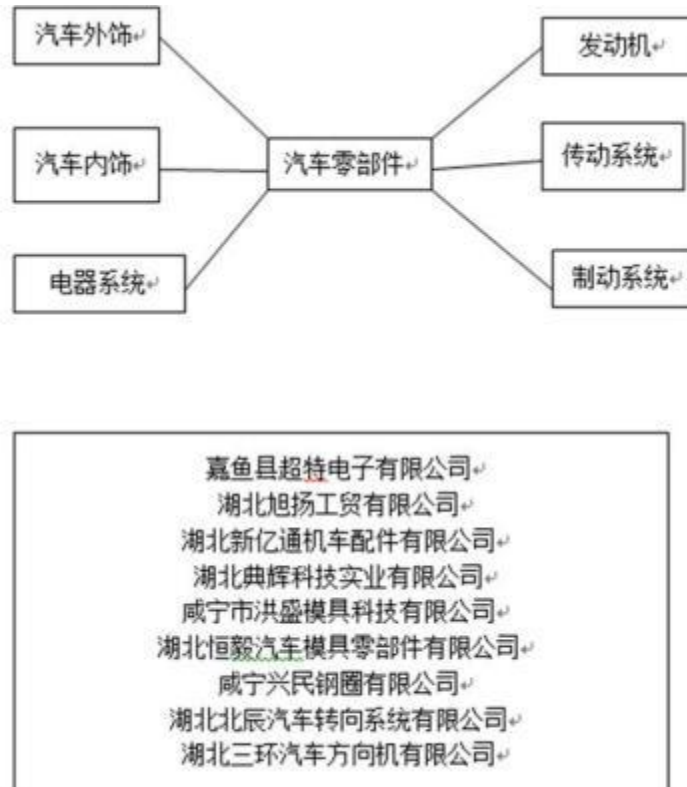 汽车外饰
发动机
汽车内饰
汽车零部件
传动系统
电器系统
制动系统
嘉鱼县超特电子有限公司
湖北旭扬工贸有限公司
湖北新亿通机车配件有限公司
湖北典辉科技实业有限公司
咸宁市洪盛模具科技有限公司
湖北恒毅汽车模具零部件有限公司
咸宁兴民钢圈有限公司
湖北北辰汽车转向系统有限公司
湖北三环汽车方向机有限公司